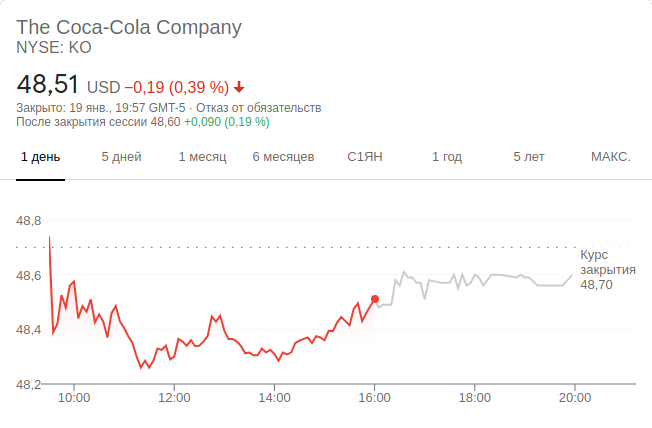 The Coca-Cola Company
NYSE: KO
48,51 USD −0,19 (0,39 %)
Закрыто: 19 янв., 19:57 GMT-5 · Отказ от обязательств
После закрытия сессии 48,60 +0,090 (0,19 %)
1 день 5 дней 1 месяц 6 месяцев С1ЯН 1 год 5 лет МАКС.
48,8
48,6
48,4
48,2
Курс
закрытия
48,70
10:00 12:00 14:00 16:00 18:00 20:00